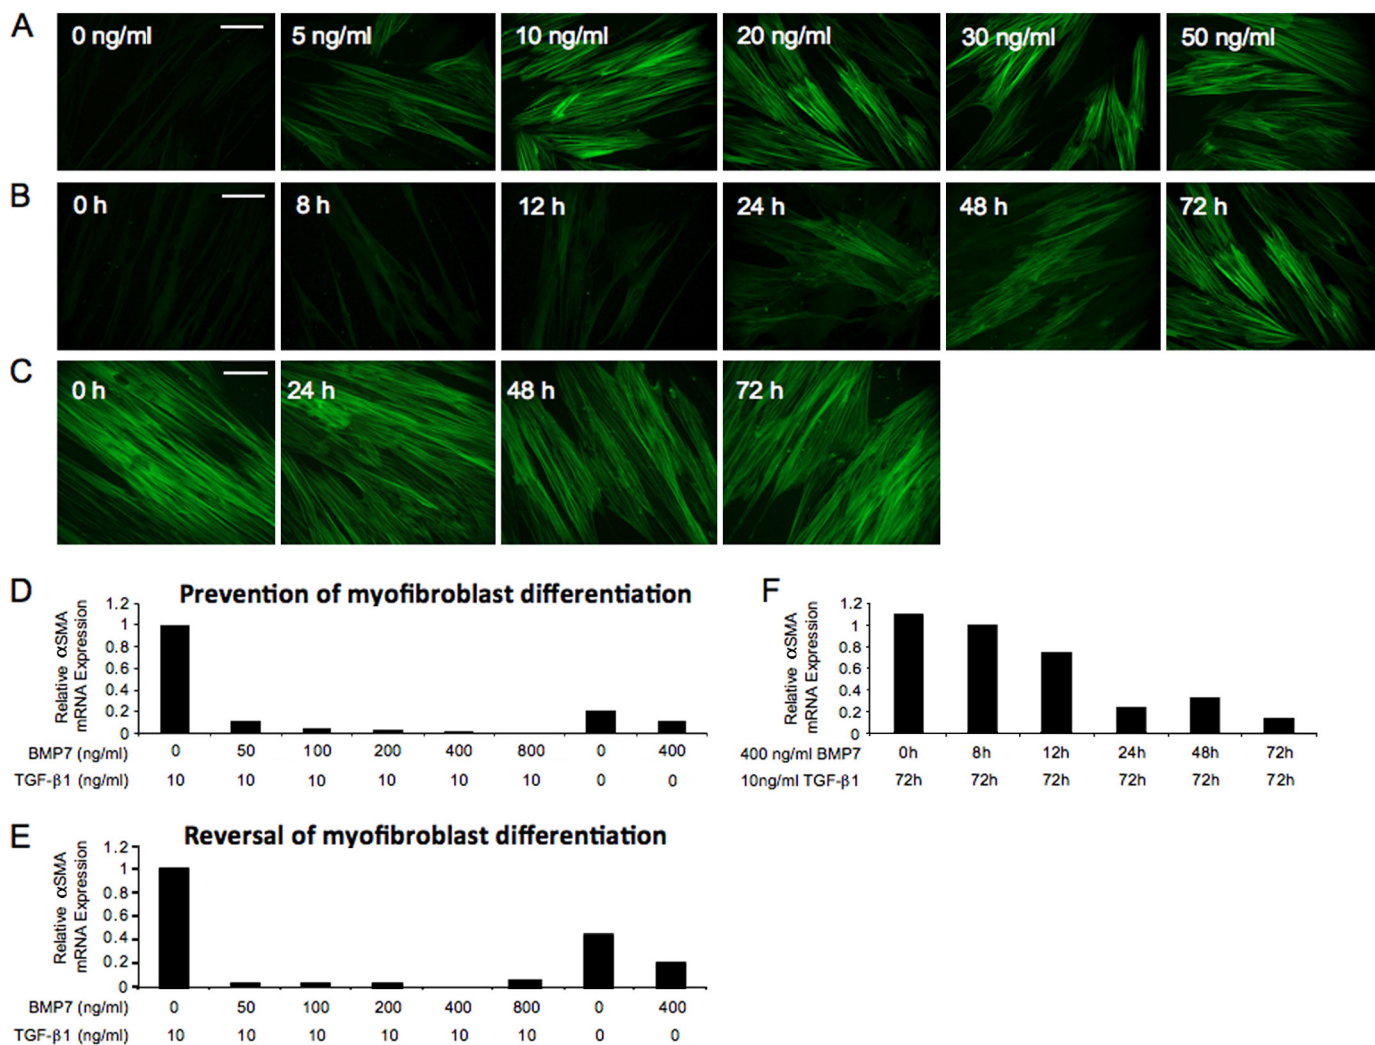 A
0 ng/ml 5 ng/ml 10 ng/ml 20 ng/ml 30 ng/ml 50 ng/ml
B
0 h 8 h 12 h 24 h 48 h 72 h
C
0 h 24 h 48 h 72 h
D
Prevention of myofibroblast differentiation
Relative αSMA
mRNA Expression
1.2
1
0.8
0.6
0.4
0.2
0
BMP7 (ng/ml) 0 50 100 200 400 800 0 400
TGF-β1 (ng/ml) 10 10 10 10 10 10 0 0
F
Relative αSMA
mRNA Expression
1.2
1
0.8
0.6
0.4
0.2
0
400 ng/ml BMP7 0h 8h 12h 24h 48h 72h
10ng/ml TGF-β1 72h 72h 72h 72h 72h 72h
E
Reversal of myofibroblast differentiation
Relative αSMA
mRNA Expression
1.2
1
0.8
0.6
0.4
0.2
0
BMP7 (ng/ml) 0 50 100 200 400 800 0 400
TGF-β1 (ng/ml) 10 10 10 10 10 10 0 0